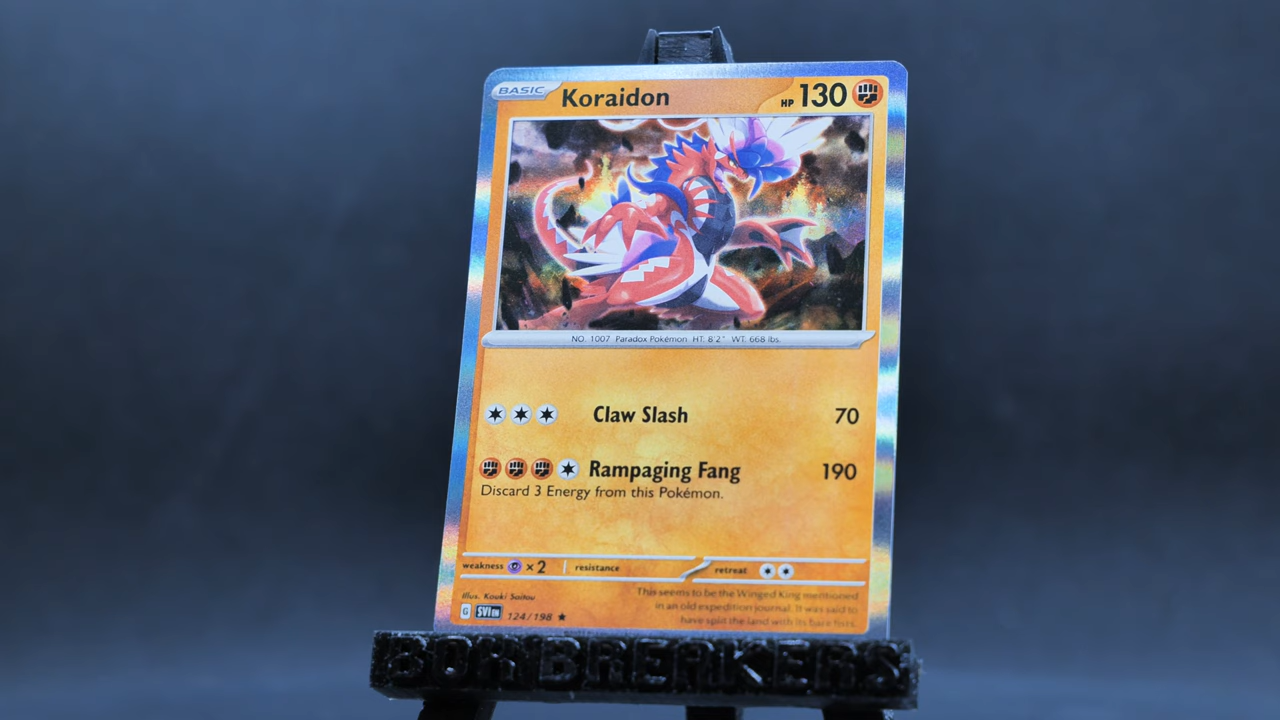 BASIC Koraidon HP 130
NO. 1007 Paradox Pokémon HT: 8'2" WT: 668 lbs.
Claw Slash 70
Rampaging Fang 190
Discard 3 Energy from this Pokémon.
weakness ×2 resistance retreat
Illus. Kouki Saitou
This seems to be the Winged King mentioned
in an old expedition journal. It was said to
have split the land with its bare fists.
G SVI EN 124/198
BOXBREAKERS